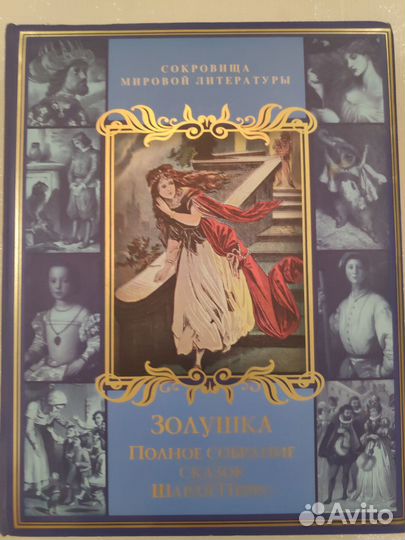 СОКРОВИЩА
МИРОВОЙ ЛИТЕРАТУРЫ
ЗОЛУШКА
ПОЛНОЕ СОБРАНИЕ
СКАЗОК
ШАРЛЯ ПЕРРО
Avito